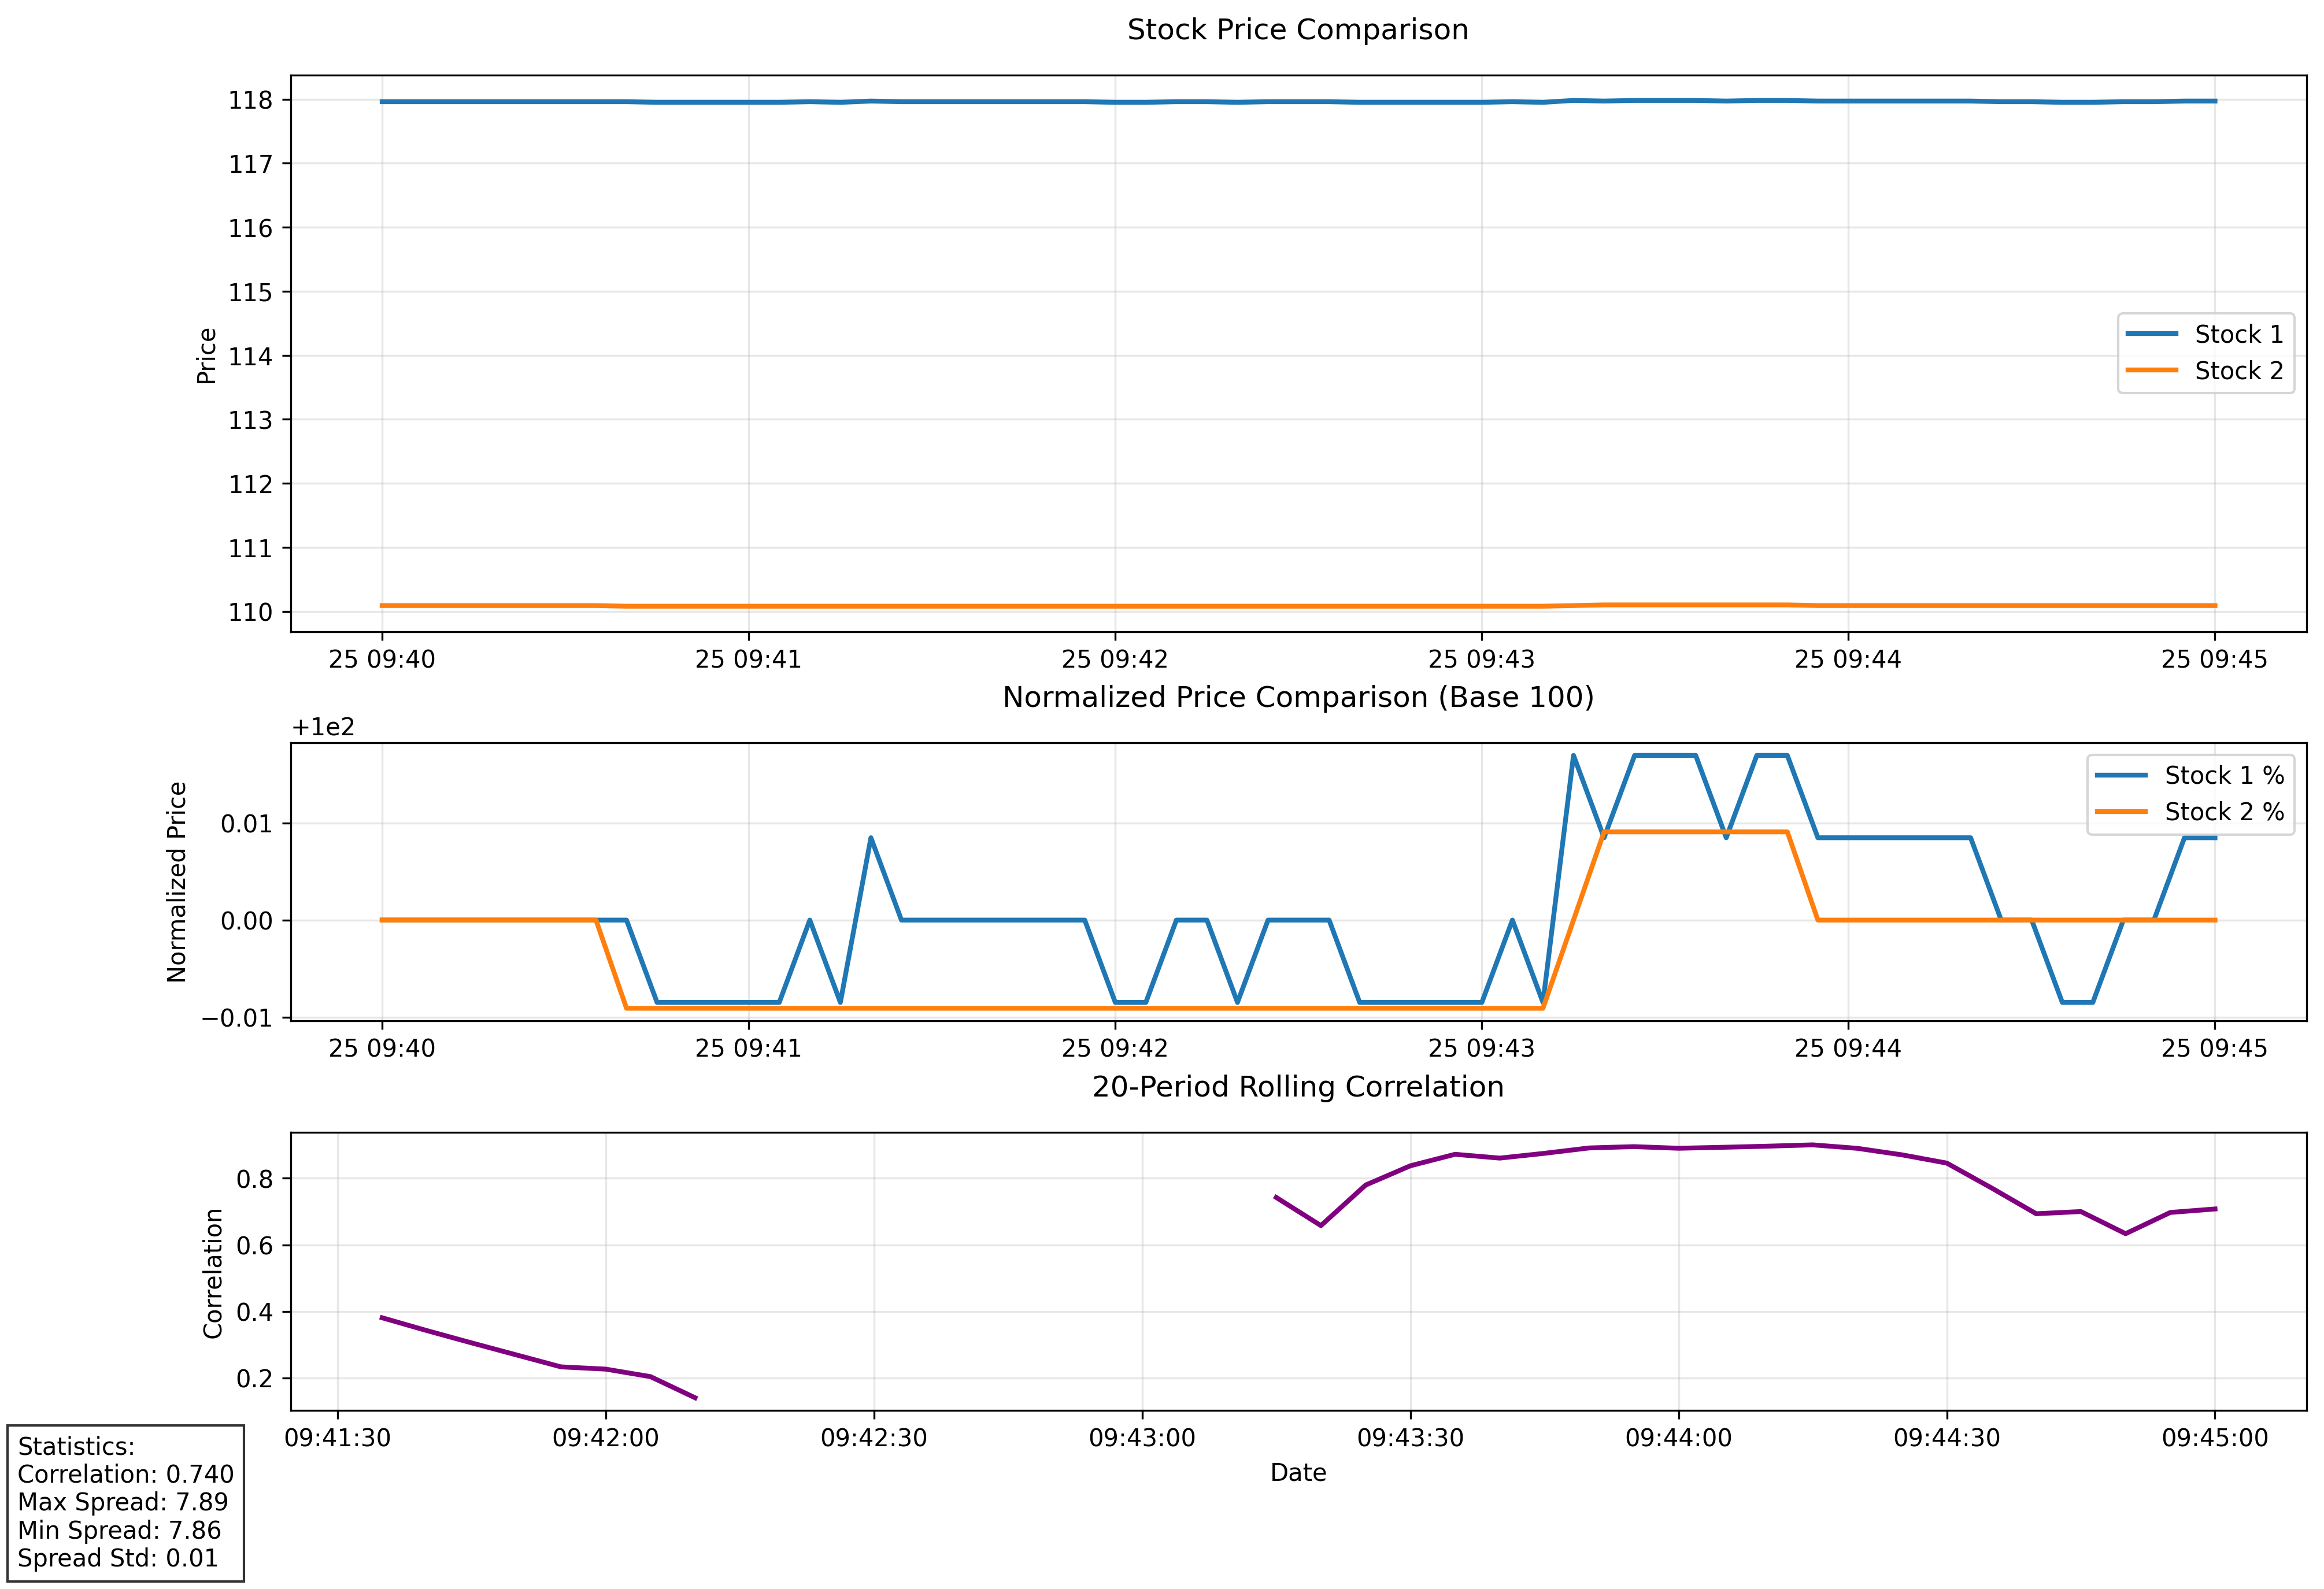 Stock Price Comparison
118
117
116
115
114
113
112
111
110
Price
Stock 1
Stock 2
25 09:40
25 09:41
25 09:42
25 09:43
25 09:44
25 09:45
Normalized Price Comparison (Base 100)
+1e2
0.01
0.00
−0.01
Normalized Price
Stock 1 %
Stock 2 %
25 09:40
25 09:41
25 09:42
25 09:43
25 09:44
25 09:45
20-Period Rolling Correlation
0.8
0.6
0.4
0.2
Correlation
09:41:30
09:42:00
09:42:30
09:43:00
09:43:30
09:44:00
09:44:30
09:45:00
Date
Statistics:
Correlation: 0.740
Max Spread: 7.89
Min Spread: 7.86
Spread Std: 0.01